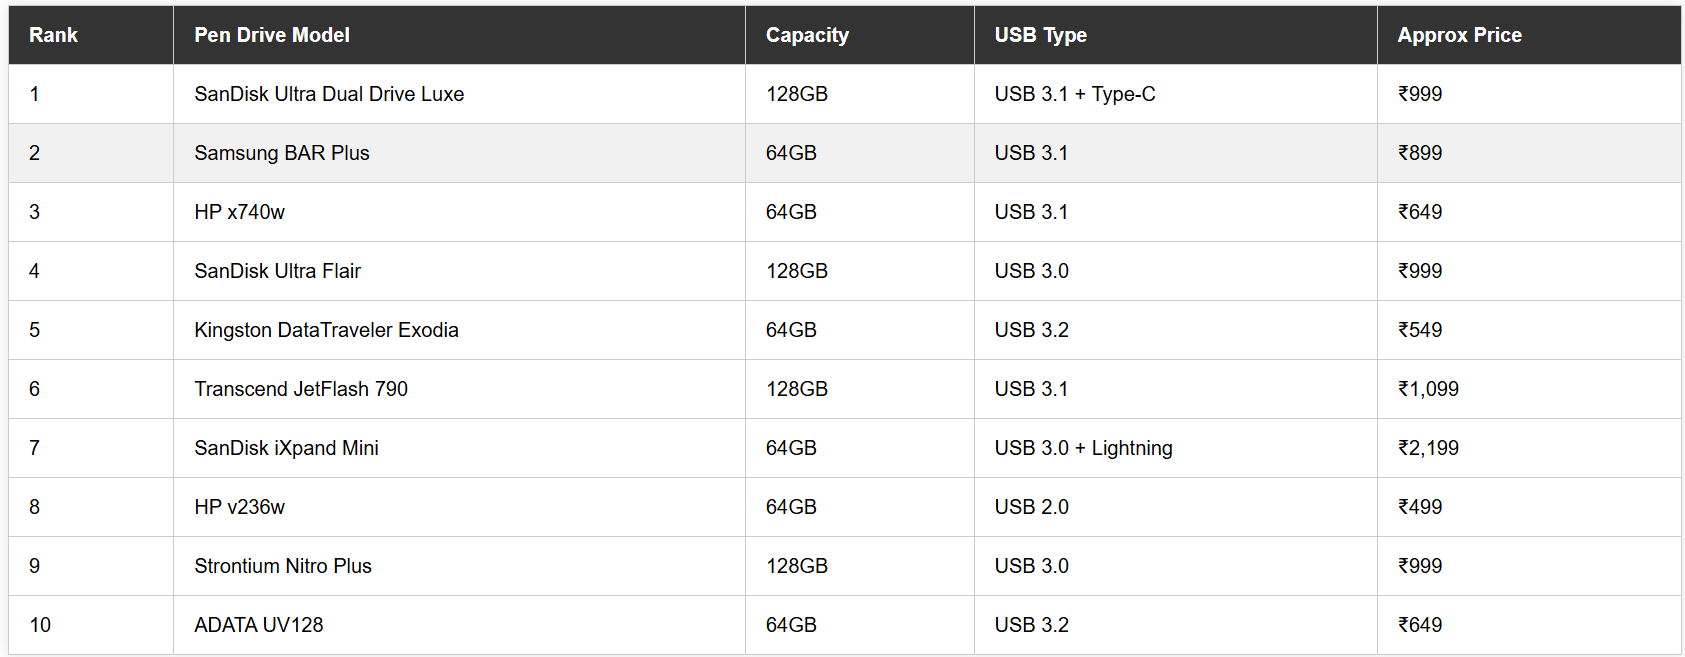 Rank Pen Drive Model Capacity USB Type Approx Price
1 SanDisk Ultra Dual Drive Luxe 128GB USB 3.1 + Type-C ₹999
2 Samsung BAR Plus 64GB USB 3.1 ₹899
3 HP x740w 64GB USB 3.1 ₹649
4 SanDisk Ultra Flair 128GB USB 3.0 ₹999
5 Kingston DataTraveler Exodia 64GB USB 3.2 ₹549
6 Transcend JetFlash 790 128GB USB 3.1 ₹1,099
7 SanDisk iXpand Mini 64GB USB 3.0 + Lightning ₹2,199
8 HP v236w 64GB USB 2.0 ₹499
9 Strontium Nitro Plus 128GB USB 3.0 ₹999
10 ADATA UV128 64GB USB 3.2 ₹649